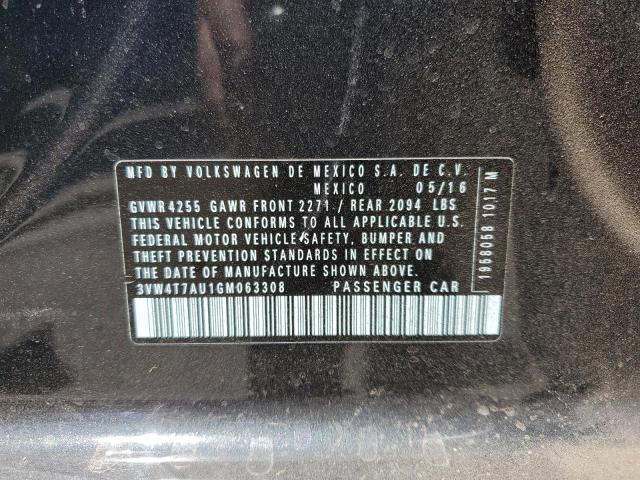 MFD BY VOLKSWAGEN DE MEXICO S.A. DE C.V.
MEXICO 05/16
GVWR 4255 GAWR FRONT 2271 / REAR 2094 LBS
THIS VEHICLE CONFORMS TO ALL APPLICABLE U.S.
FEDERAL MOTOR VEHICLE SAFETY, BUMPER AND
THEFT PREVENTION STANDARDS IN EFFECT ON
THE DATE OF MANUFACTURE SHOWN ABOVE.
3VW4T7AU1GM063308 PASSENGER CAR
1958058 1017 M